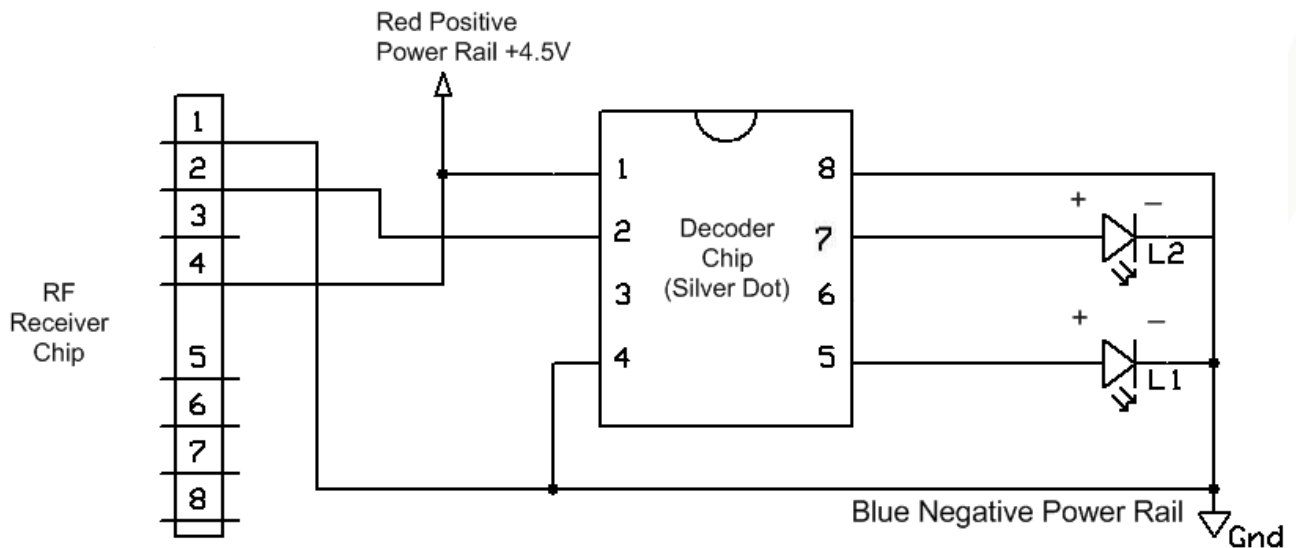 Red Positive
Power Rail +4.5V
1
2
3
4
5
6
7
8
RF
Receiver
Chip
1
2
3
4
Decoder
Chip
(Silver Dot)
8
7
6
5
+ –
L2
+ –
L1
Blue Negative Power Rail
Gnd